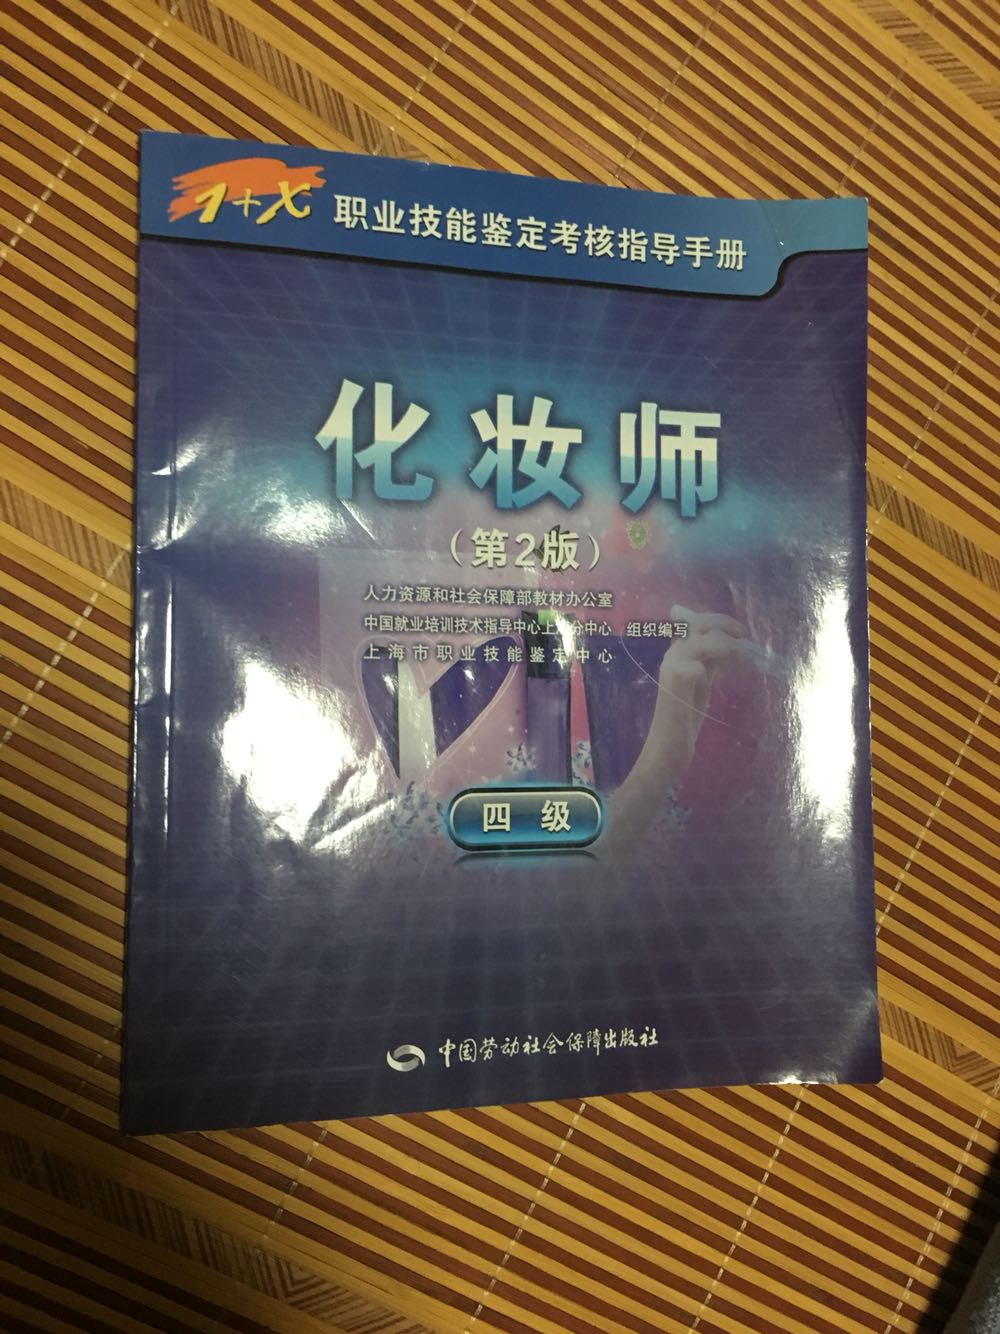 1+X 职业技能鉴定考核指导手册
化妆师
（第2版）
人力资源和社会保障部教材办公室
中国就业培训技术指导中心上海分中心 组织编写
上海市职业技能鉴定中心
四级
中国劳动社会保障出版社